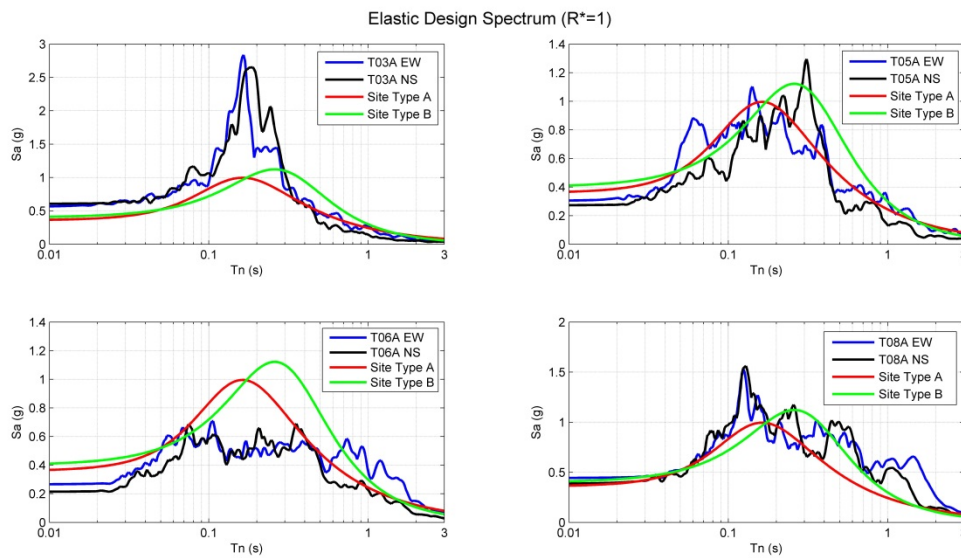 Elastic Design Spectrum (R*=1)
3
2.5
2
1.5
1
0.5
0
Sa (g)
T03A EW
T03A NS
Site Type A
Site Type B
0.01
0.1
1
3
Tn (s)
1.4
1.2
1
0.8
0.6
0.4
0.2
0
Sa (g)
T05A EW
T05A NS
Site Type A
Site Type B
0.01
0.1
1
3
Tn (s)
1.4
1.2
1
0.8
0.6
0.4
0.2
0
Sa (g)
T06A EW
T06A NS
Site Type A
Site Type B
0.01
0.1
1
3
Tn (s)
2
1.5
1
0.5
0
Sa (g)
T08A EW
T08A NS
Site Type A
Site Type B
0.01
0.1
1
3
Tn (s)